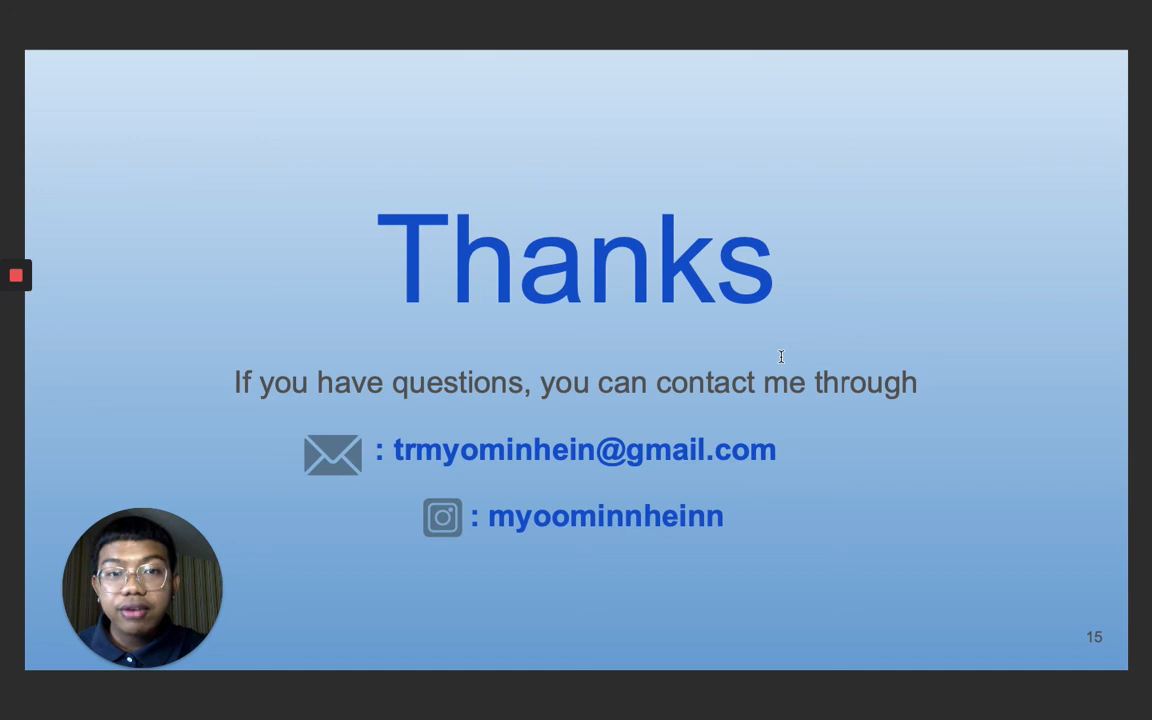 Thanks
If you have questions, you can contact me through
: trmyominhein@gmail.com
: myoominnheinn
15